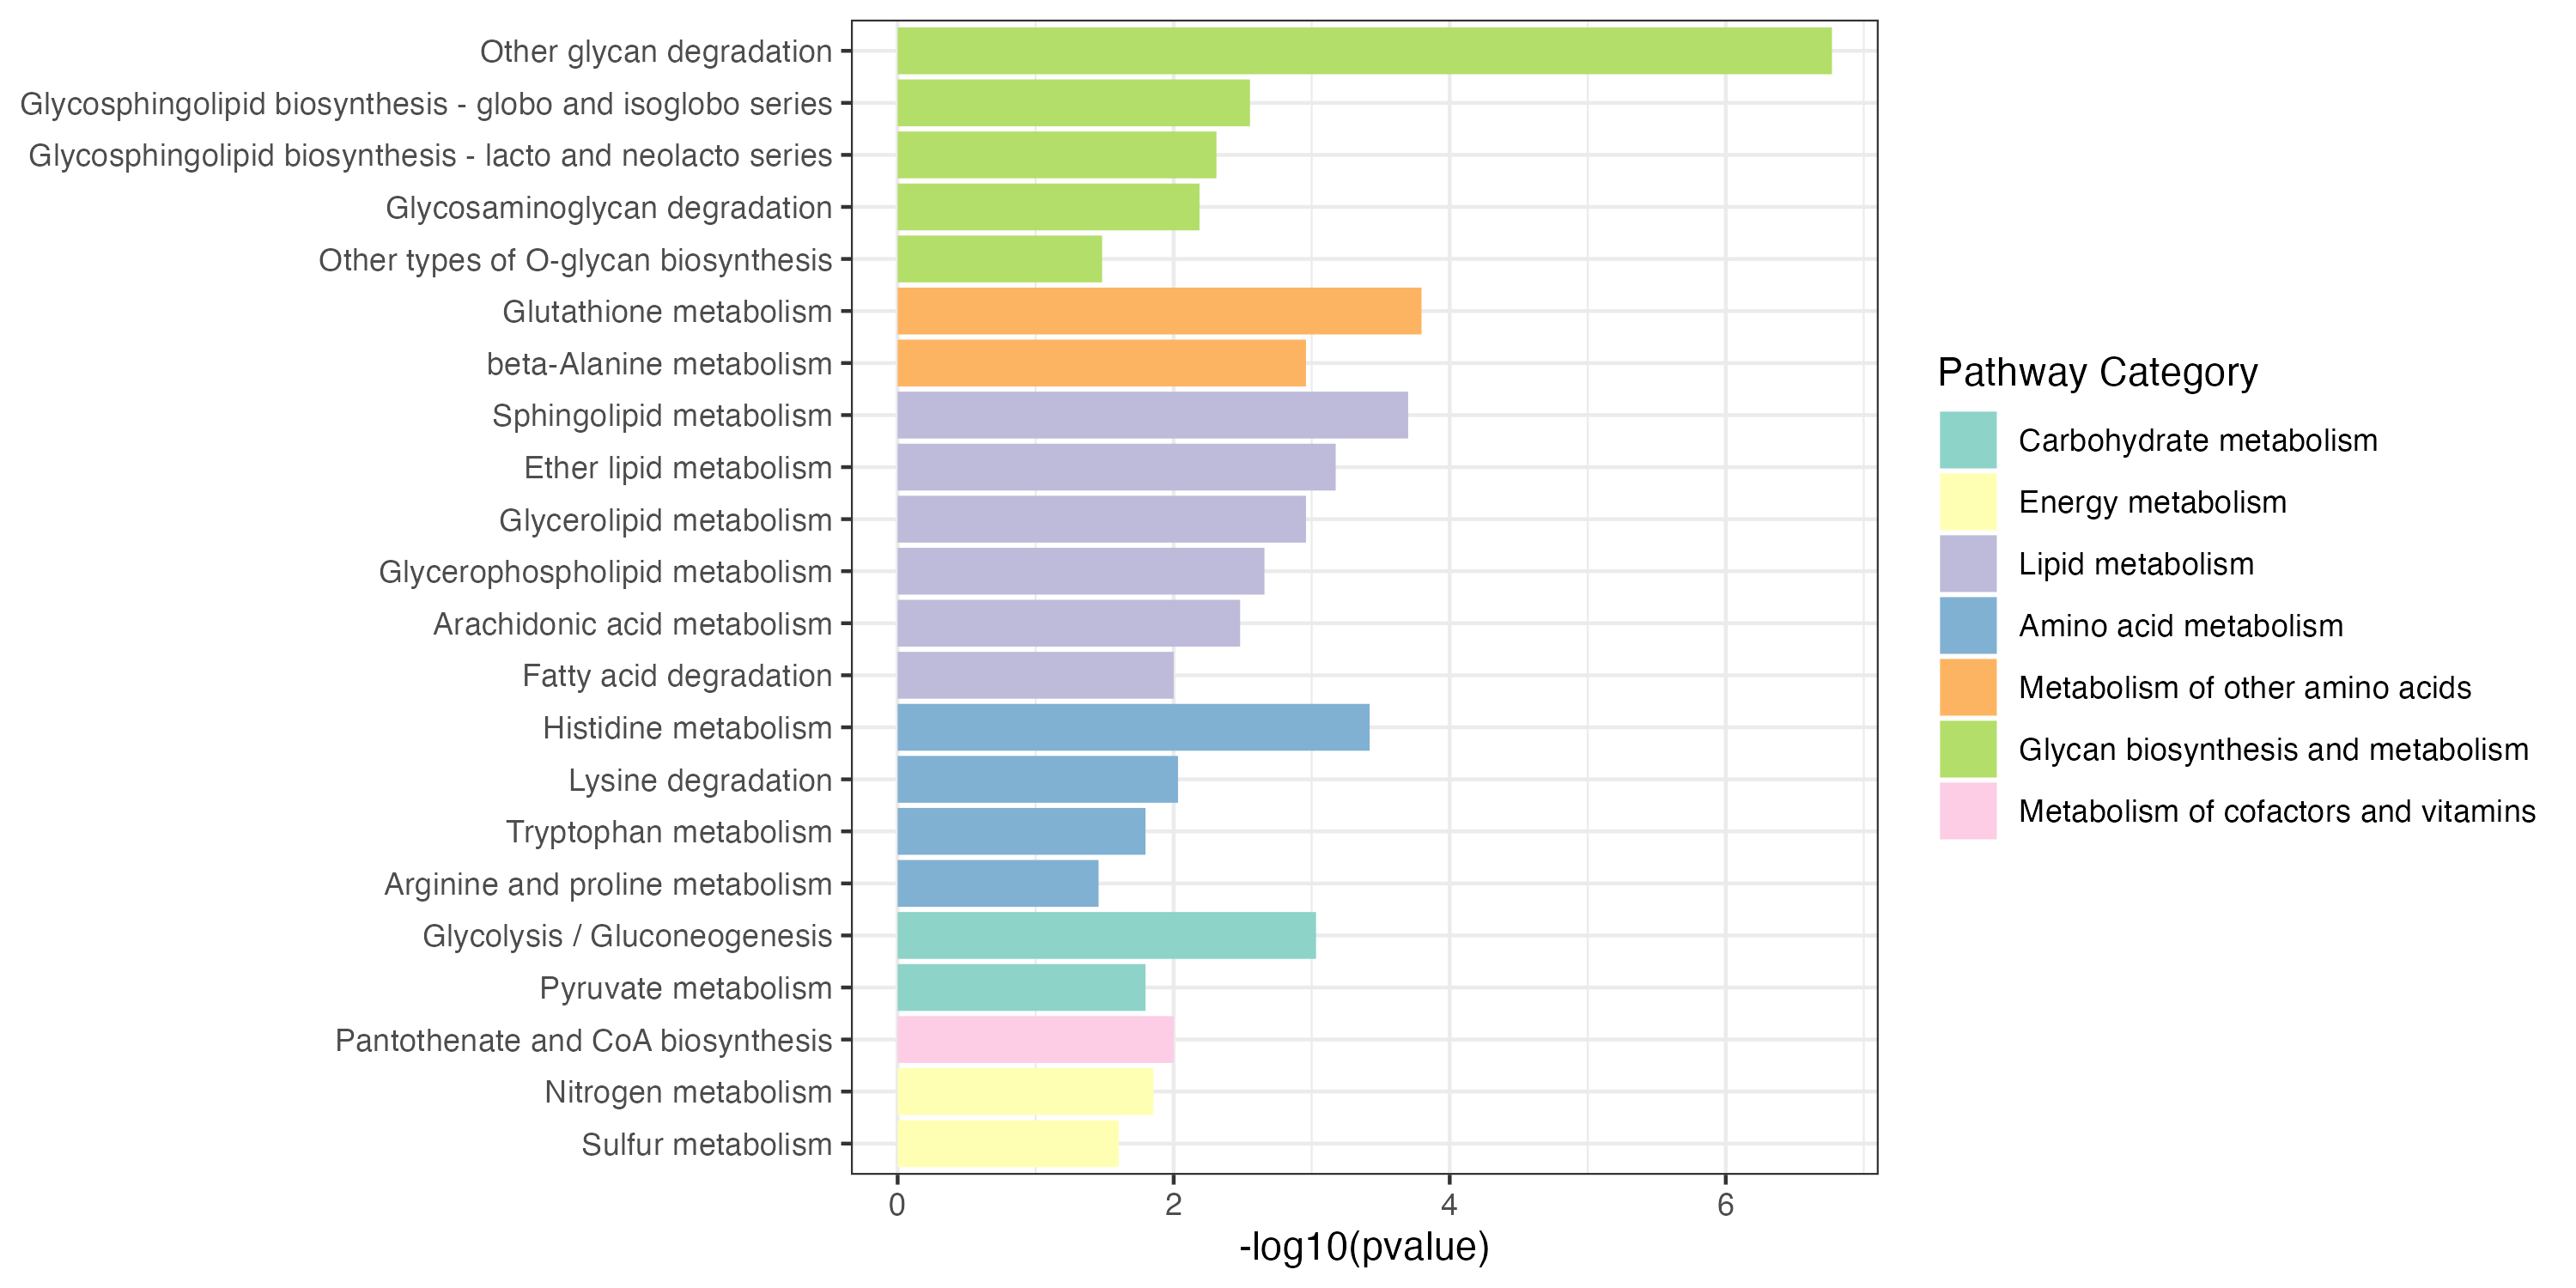 Other glycan degradation
Glycosphingolipid biosynthesis - globo and isoglobo series
Glycosphingolipid biosynthesis - lacto and neolacto series
Glycosaminoglycan degradation
Other types of O-glycan biosynthesis
Glutathione metabolism
beta-Alanine metabolism
Sphingolipid metabolism
Ether lipid metabolism
Glycerolipid metabolism
Glycerophospholipid metabolism
Arachidonic acid metabolism
Fatty acid degradation
Histidine metabolism
Lysine degradation
Tryptophan metabolism
Arginine and proline metabolism
Glycolysis / Gluconeogenesis
Pyruvate metabolism
Pantothenate and CoA biosynthesis
Nitrogen metabolism
Sulfur metabolism
0 2 4 6
-log10(pvalue)
Pathway Category
Carbohydrate metabolism
Energy metabolism
Lipid metabolism
Amino acid metabolism
Metabolism of other amino acids
Glycan biosynthesis and metabolism
Metabolism of cofactors and vitamins